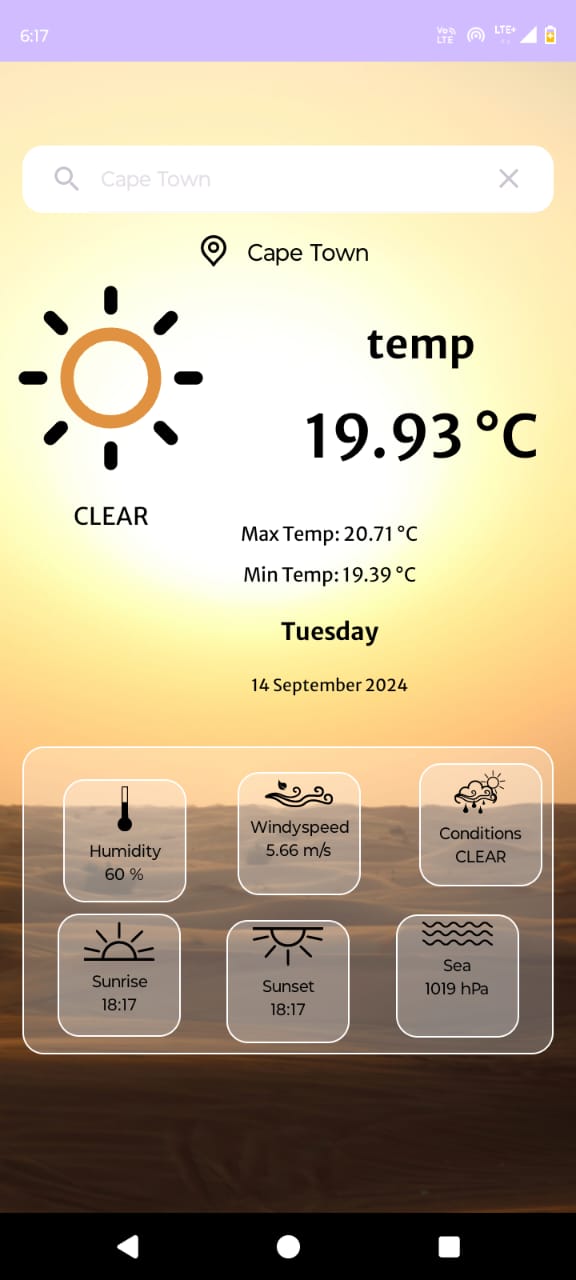 6:17
Vo
LTE
LTE+
Cape Town
Cape Town
temp
19.93 °C
CLEAR
Max Temp: 20.71 °C
Min Temp: 19.39 °C
Tuesday
14 September 2024
Humidity
60 %
Windyspeed
5.66 m/s
Conditions
CLEAR
Sunrise
18:17
Sunset
18:17
Sea
1019 hPa